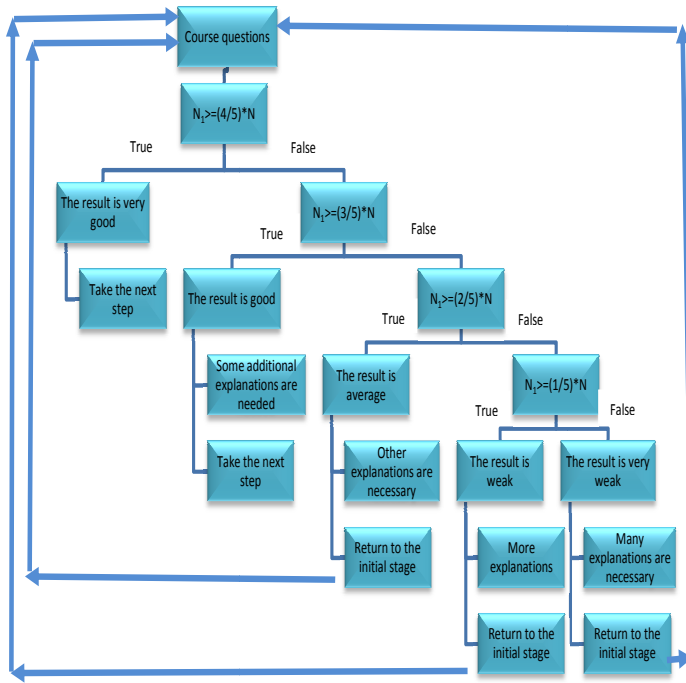 Course questions
N₁>=(4/5)*N
True
False
The result is very
good
N₁>=(3/5)*N
True
False
Take the next
step
The result is good
N₁>=(2/5)*N
True
False
Some additional
explanations are
needed
The result is
average
N₁>=(1/5)*N
True
False
Take the next
step
Other
explanations are
necessary
The result is
weak
The result is very
weak
Return to the
initial stage
More
explanations
Many
explanations are
necessary
Return to the
initial stage
Return to the
initial stage